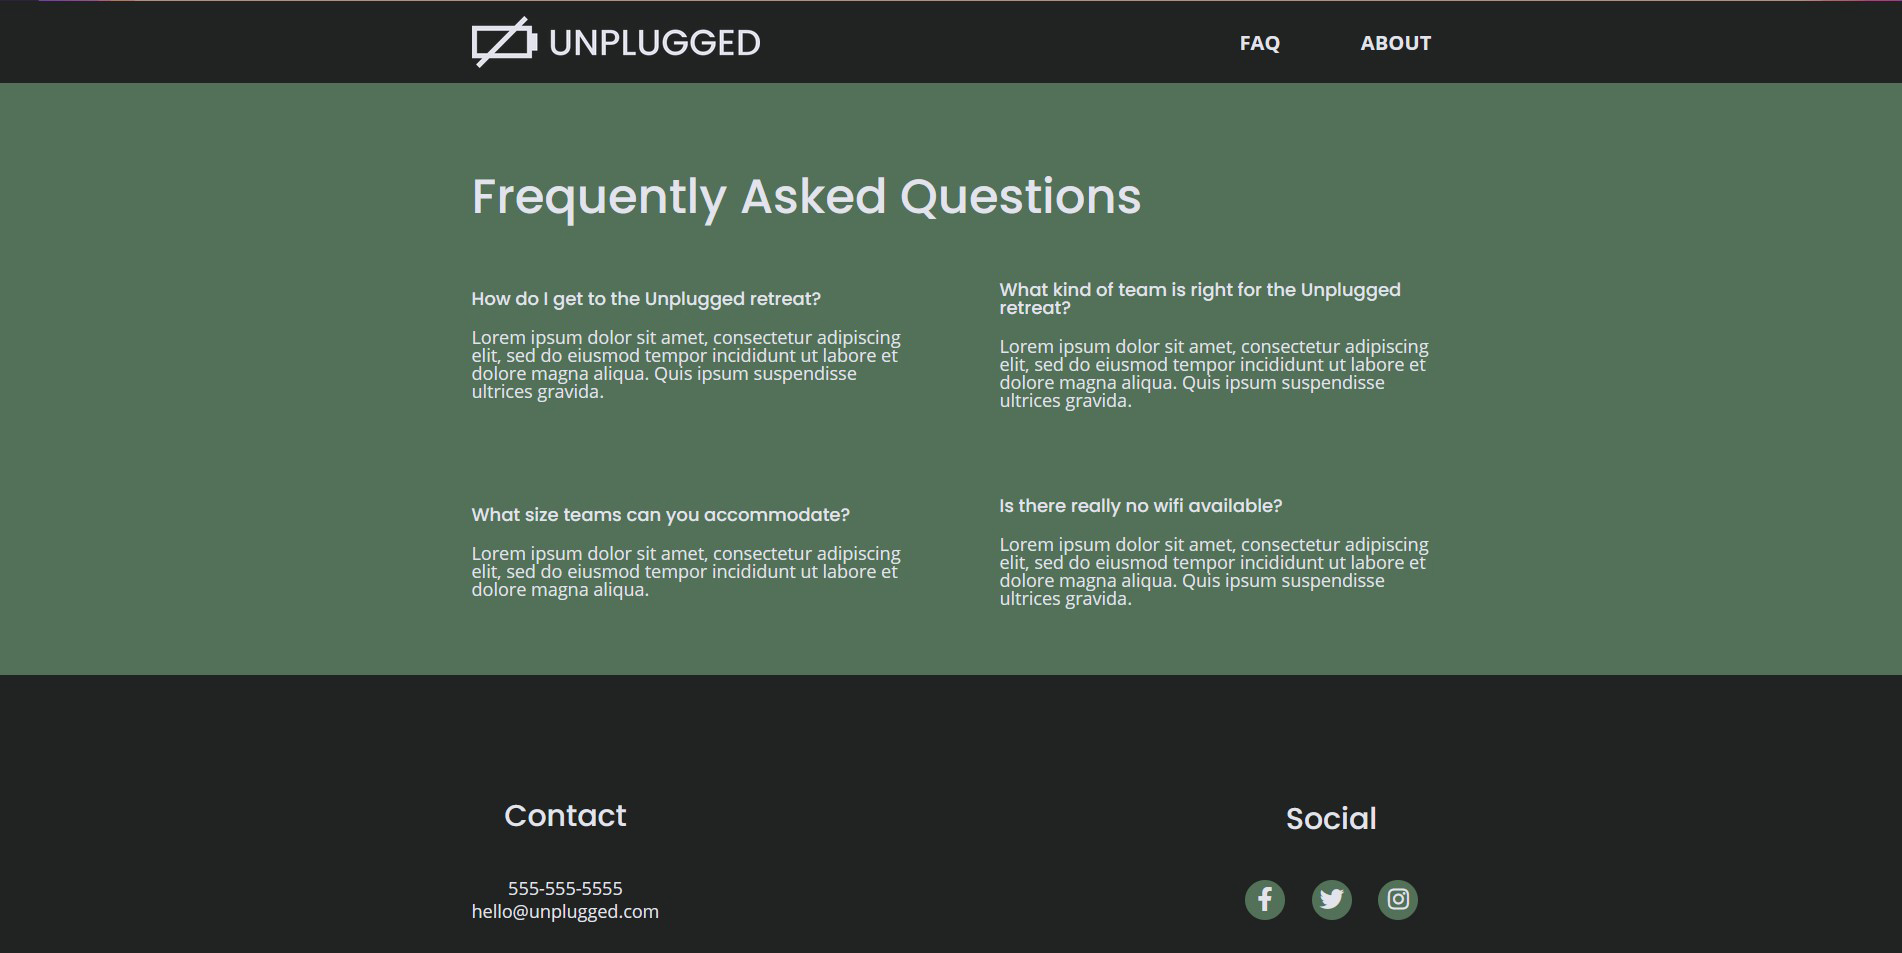 UNPLUGGED
FAQ
ABOUT
Frequently Asked Questions
How do I get to the Unplugged retreat?
Lorem ipsum dolor sit amet, consectetur adipiscing
elit, sed do eiusmod tempor incididunt ut labore et
dolore magna aliqua. Quis ipsum suspendisse
ultrices gravida.
What kind of team is right for the Unplugged
retreat?
Lorem ipsum dolor sit amet, consectetur adipiscing
elit, sed do eiusmod tempor incididunt ut labore et
dolore magna aliqua. Quis ipsum suspendisse
ultrices gravida.
What size teams can you accommodate?
Lorem ipsum dolor sit amet, consectetur adipiscing
elit, sed do eiusmod tempor incididunt ut labore et
dolore magna aliqua.
Is there really no wifi available?
Lorem ipsum dolor sit amet, consectetur adipiscing
elit, sed do eiusmod tempor incididunt ut labore et
dolore magna aliqua. Quis ipsum suspendisse
ultrices gravida.
Contact
555-555-5555
hello@unplugged.com
Social